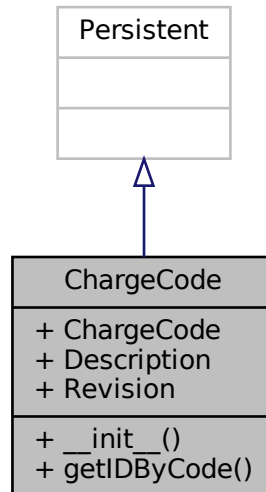 Persistent
ChargeCode
+ ChargeCode
+ Description
+ Revision
+ __init__()
+ getIDByCode()